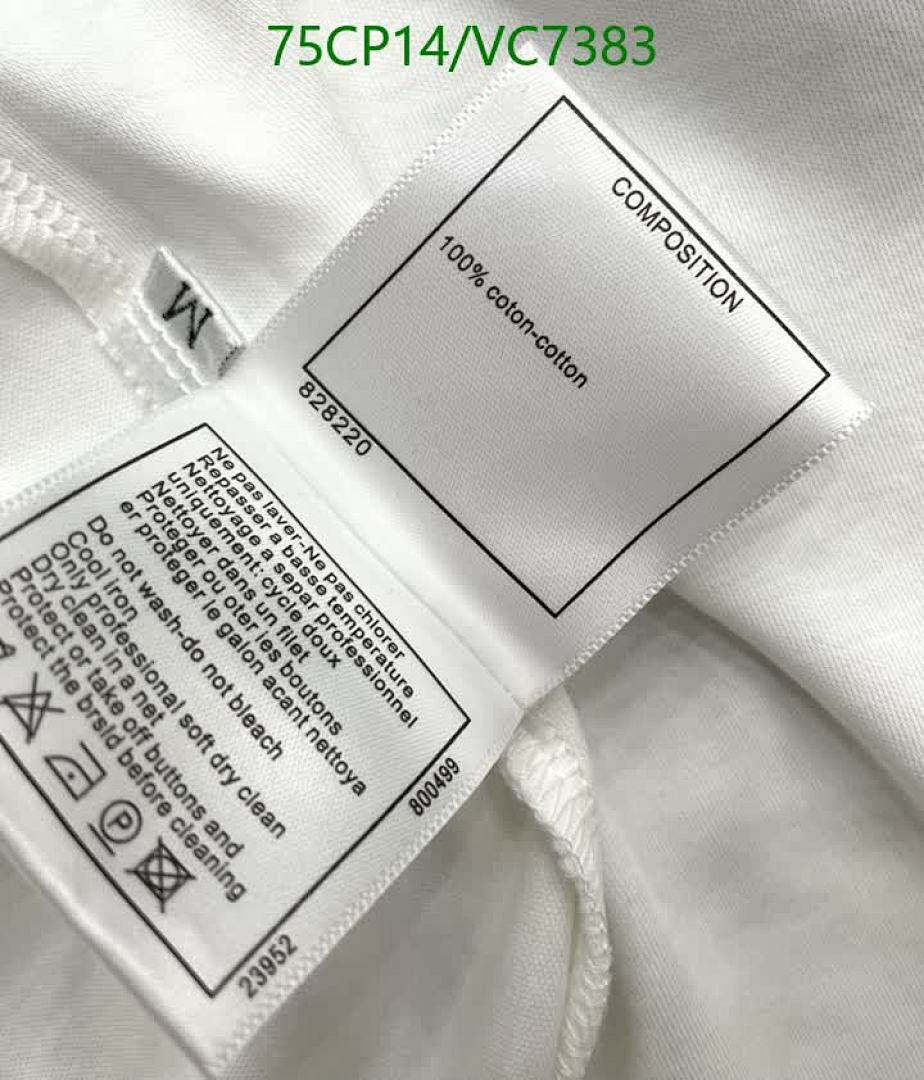 75CP14/VC7383
COMPOSITION
100% coton-cotton
828220
M
Ne pas laver-Ne pas chlorer
Repasser a basse temperature
Nettoyage a separ professionnel
uniquement: cycle doux
Nettoyer dans un filet
Proteger ou oter les boutons
er proteger le galon acant nettoya
Do not wash-do not bleach
Cool iron
Only professional soft dry clean
Dry clean in a net
Protect or take off buttons and
Protect the brsld before cleaning
P
800499
23952